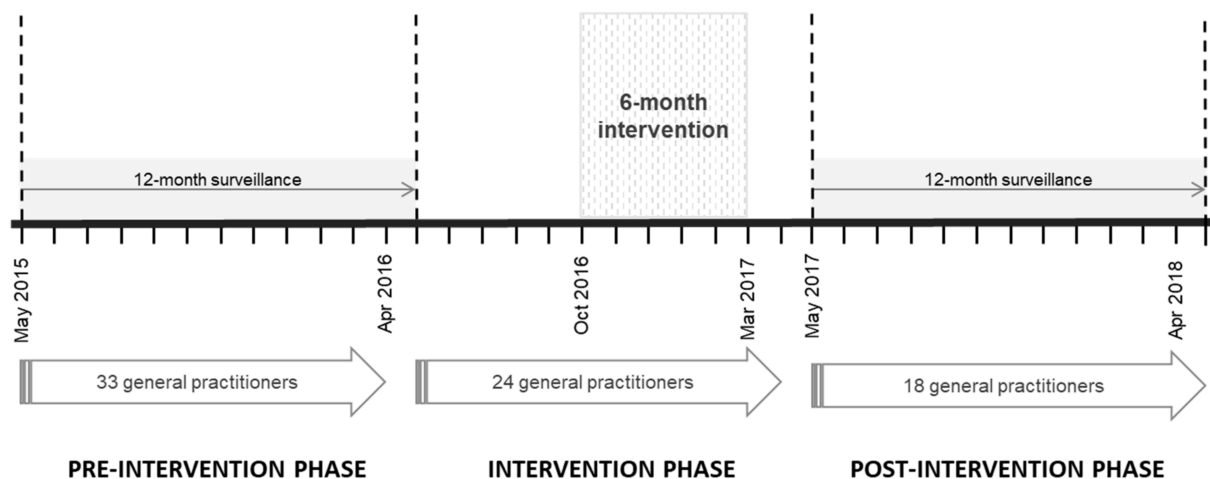 6-month
intervention
12-month surveillance
12-month surveillance
May 2015
Apr 2016
Oct 2016
Mar 2017
May 2017
Apr 2018
33 general practitioners
24 general practitioners
18 general practitioners
PRE-INTERVENTION PHASE
INTERVENTION PHASE
POST-INTERVENTION PHASE